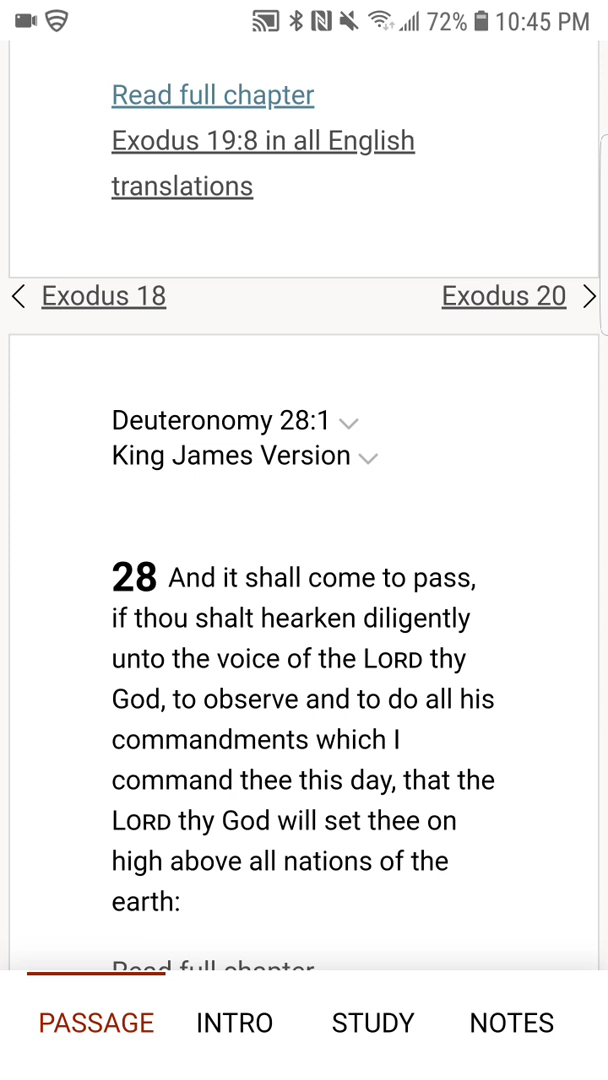 72% 10:45 PM
Read full chapter
Exodus 19:8 in all English
translations
Exodus 18 Exodus 20
Deuteronomy 28:1
King James Version
28 And it shall come to pass,
if thou shalt hearken diligently
unto the voice of the LORD thy
God, to observe and to do all his
commandments which I
command thee this day, that the
LORD thy God will set thee on
high above all nations of the
earth:
Read full chapter
PASSAGE INTRO STUDY NOTES